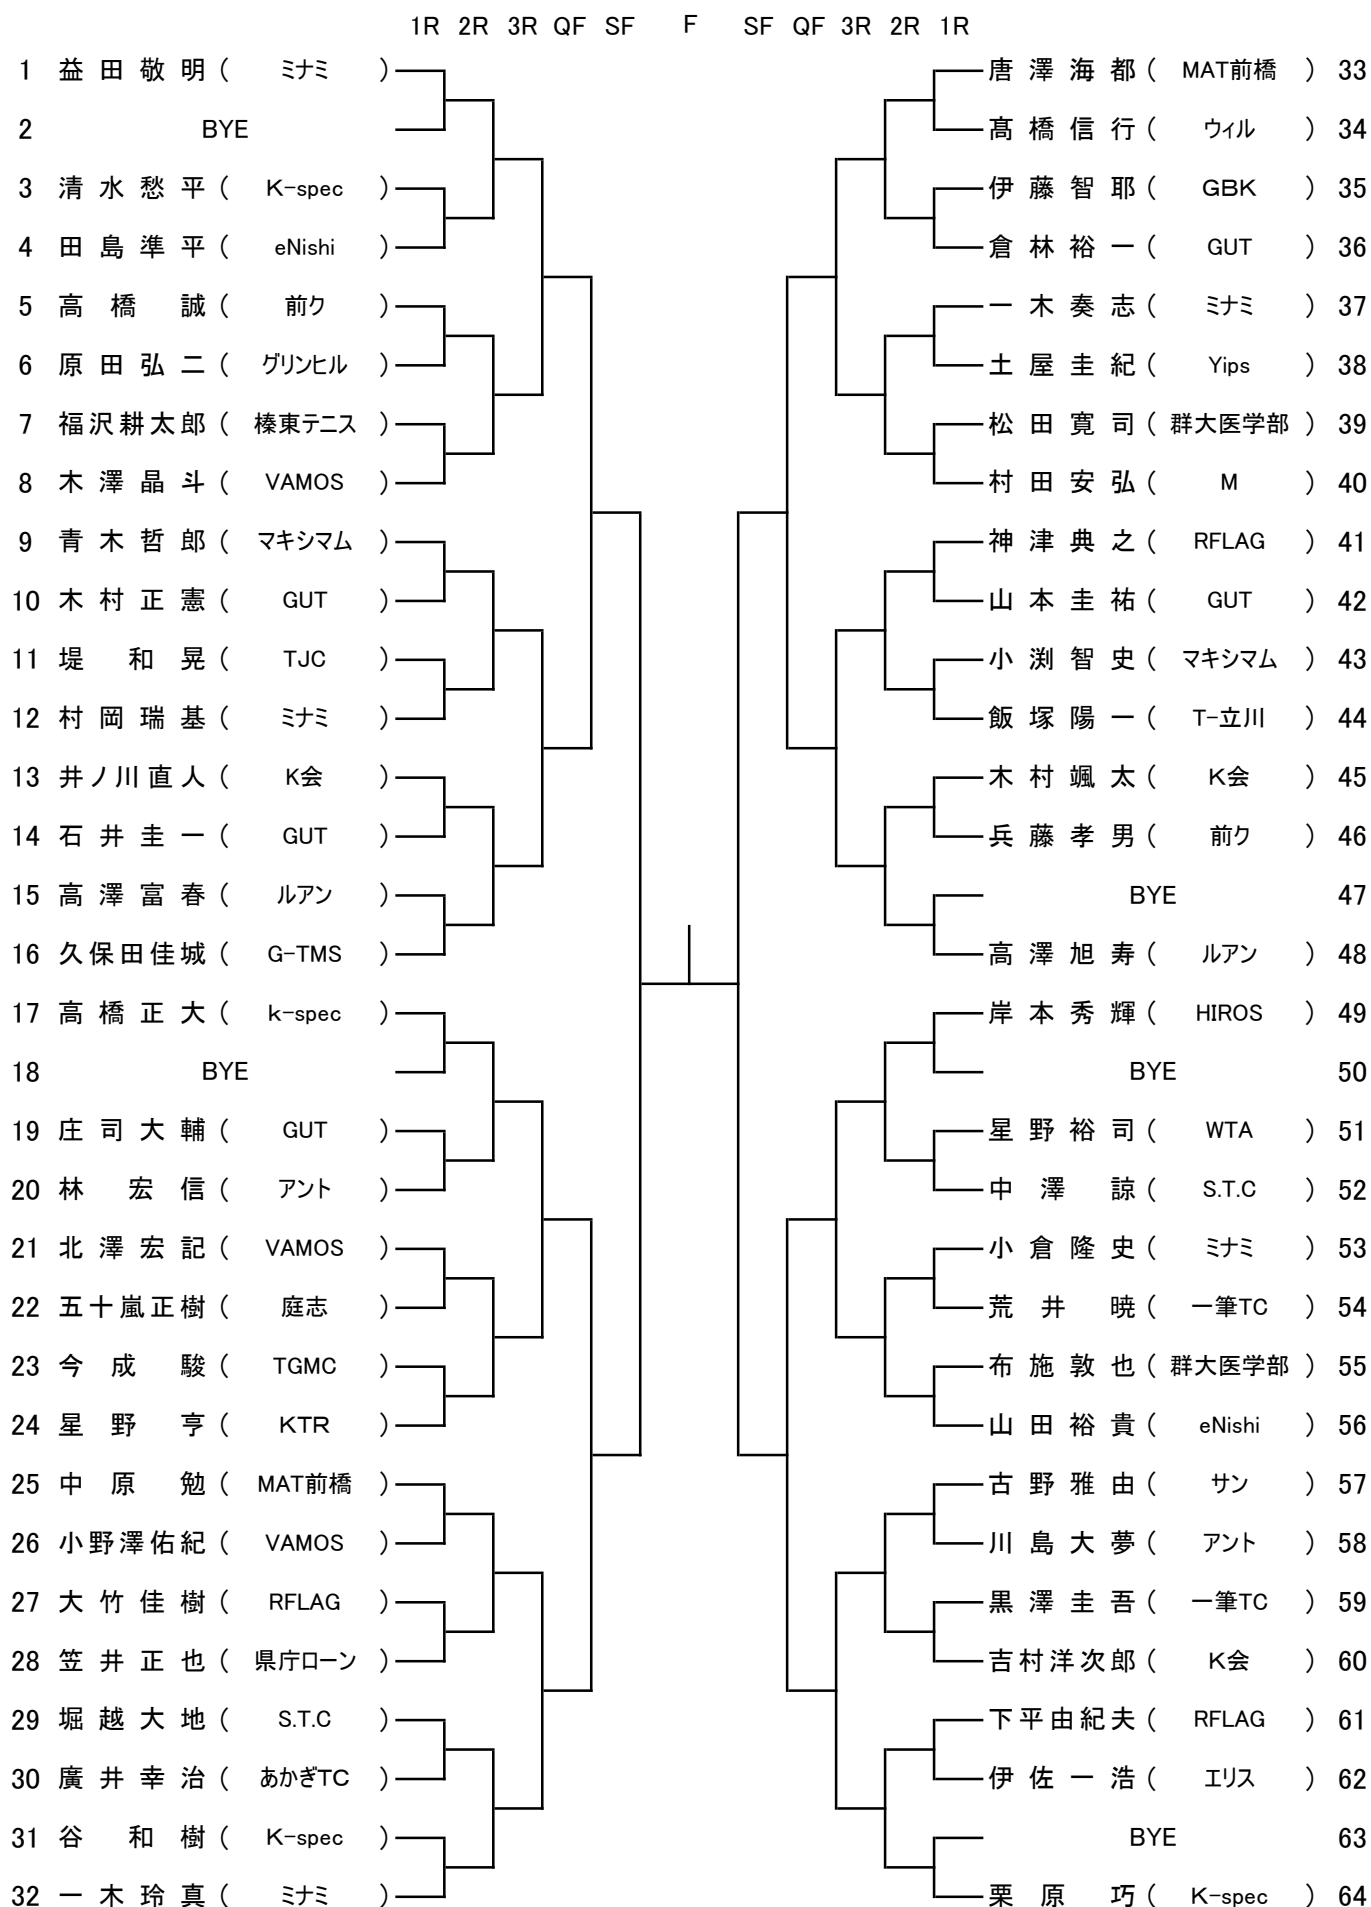 1R 2R 3R QF SF F SF QF 3R 2R 1R
1 益田敬明 ( ミナミ ) 唐澤海都 ( MAT前橋 ) 33
2 BYE 髙橋信行 ( ウィル ) 34
3 清水愁平 ( K-spec ) 伊藤智耶 ( GBK ) 35
4 田島準平 ( eNishi ) 倉林裕一 ( GUT ) 36
5 高橋誠 ( 前ク ) 一木奏志 ( ミナミ ) 37
6 原田弘二 ( グリンヒル ) 土屋圭紀 ( Yips ) 38
7 福沢耕太郎 ( 榛東テニス ) 松田寛司 ( 群大医学部 ) 39
8 木澤晶斗 ( VAMOS ) 村田安弘 ( M ) 40
9 青木哲郎 ( マキシマム ) 神津典之 ( RFLAG ) 41
10 木村正憲 ( GUT ) 山本圭祐 ( GUT ) 42
11 堤和晃 ( TJC ) 小渕智史 ( マキシマム ) 43
12 村岡瑞基 ( ミナミ ) 飯塚陽一 ( T-立川 ) 44
13 井ノ川直人 ( K会 ) 木村颯太 ( K会 ) 45
14 石井圭一 ( GUT ) 兵藤孝男 ( 前ク ) 46
15 高澤富春 ( ルアン ) BYE 47
16 久保田佳城 ( G-TMS ) 高澤旭寿 ( ルアン ) 48
17 高橋正大 ( k-spec ) 岸本秀輝 ( HIROS ) 49
18 BYE BYE 50
19 庄司大輔 ( GUT ) 星野裕司 ( WTA ) 51
20 林宏信 ( アント ) 中澤諒 ( S.T.C ) 52
21 北澤宏記 ( VAMOS ) 小倉隆史 ( ミナミ ) 53
22 五十嵐正樹 ( 庭志 ) 荒井暁 ( 一筆TC ) 54
23 今成駿 ( TGMC ) 布施敦也 ( 群大医学部 ) 55
24 星野亨 ( KTR ) 山田裕貴 ( eNishi ) 56
25 中原勉 ( MAT前橋 ) 古野雅由 ( サン ) 57
26 小野澤佑紀 ( VAMOS ) 川島大夢 ( アント ) 58
27 大竹佳樹 ( RFLAG ) 黒澤圭吾 ( 一筆TC ) 59
28 笠井正也 ( 県庁ローン ) 吉村洋次郎 ( K会 ) 60
29 堀越大地 ( S.T.C ) 下平由紀夫 ( RFLAG ) 61
30 廣井幸治 ( あかぎTC ) 伊佐一浩 ( エリス ) 62
31 谷和樹 ( K-spec ) BYE 63
32 一木玲真 ( ミナミ ) 栗原巧 ( K-spec ) 64